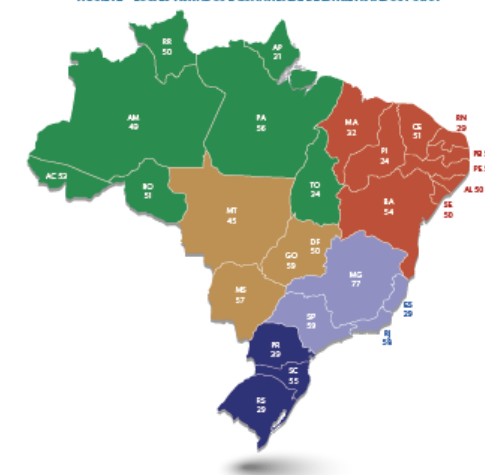 RR
50
AP
21
AM
49
PA
56
MA
32
CE
51
RN
29
PI
24
AC 53
RO
51
TO
34
BA
54
AL 50
SE
50
MT
45
DF
50
GO
59
MG
77
MS
57
SP
59
ES
29
RJ
PR
39
SC
55
RS
29